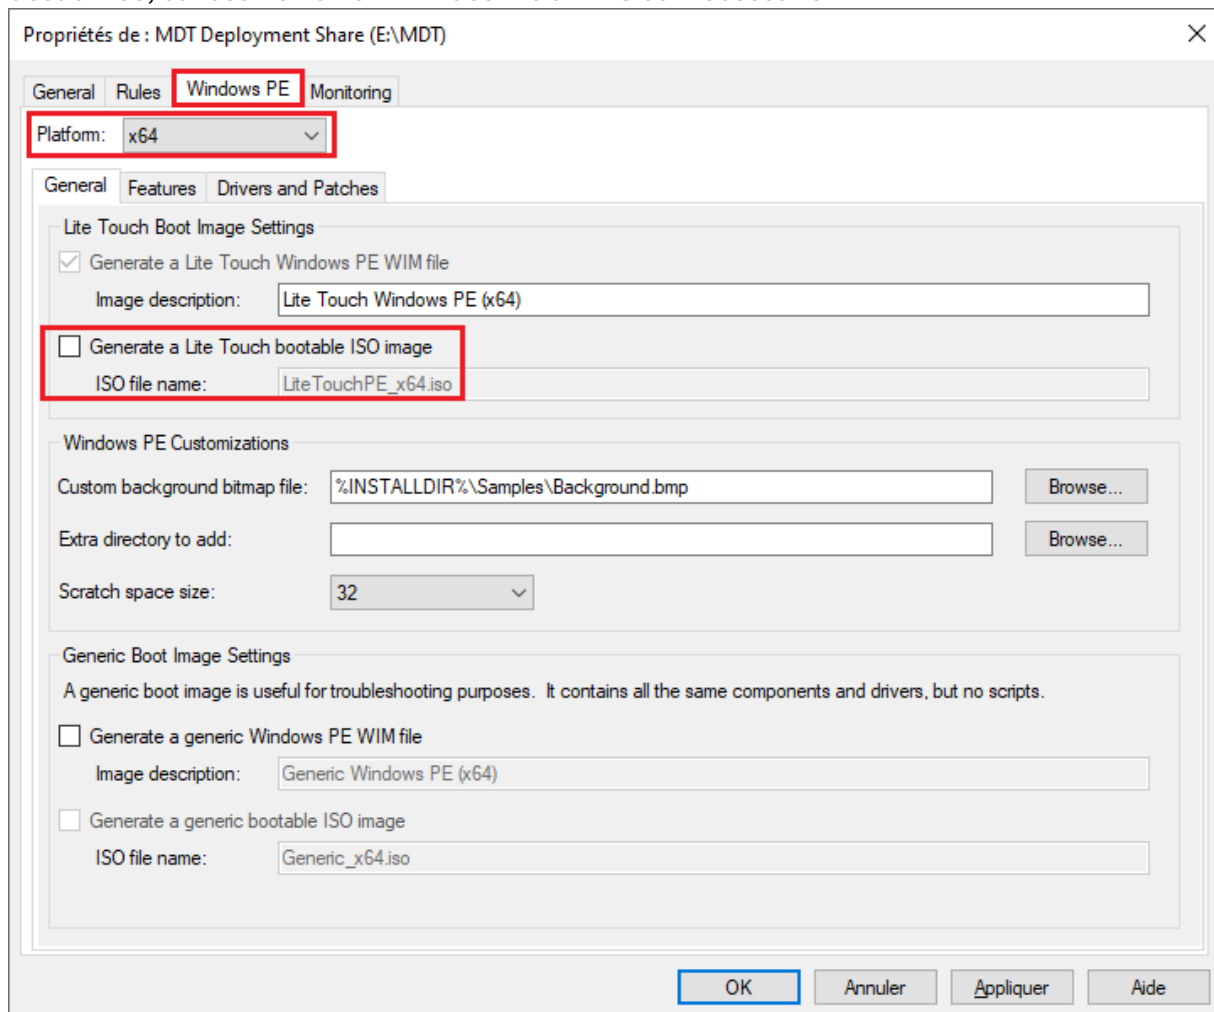 Propriétés de : MDT Deployment Share (E:\MDT)
General Rules Windows PE Monitoring
Platform: x64
General Features Drivers and Patches
Lite Touch Boot Image Settings
Generate a Lite Touch Windows PE WIM file
Image description: Lite Touch Windows PE (x64)
Generate a Lite Touch bootable ISO image
ISO file name: LiteTouchPE_x64.iso
Windows PE Customizations
Custom background bitmap file: %INSTALLDIR%\Samples\Background.bmp Browse...
Extra directory to add: Browse...
Scratch space size: 32
Generic Boot Image Settings
A generic boot image is useful for troubleshooting purposes. It contains all the same components and drivers, but no scripts.
Generate a generic Windows PE WIM file
Image description: Generic Windows PE (x64)
Generate a generic bootable ISO image
ISO file name: Generic_x64.iso
OK Annuler Appliquer Aide